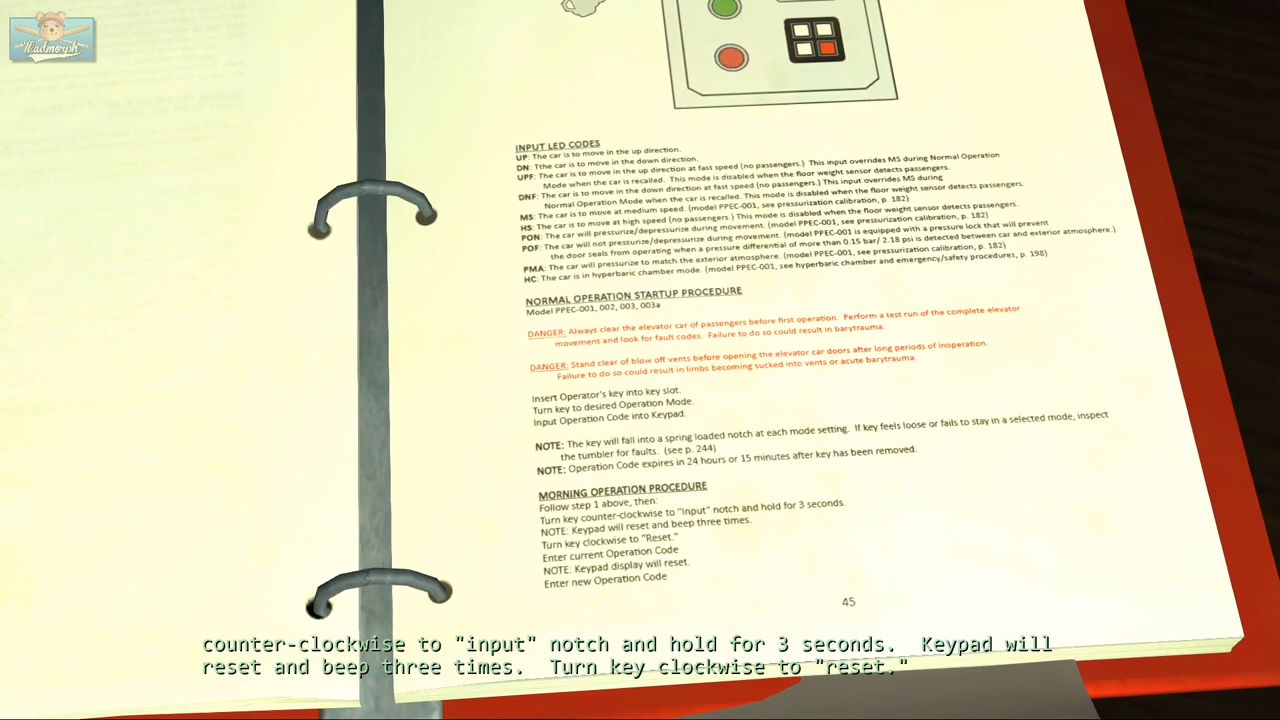 Madmorph
INPUT LED CODES
UP: The car is to move in the up direction.
DN: The car is to move in the down direction.
UPF: The car is to move in the up direction at fast speed (no passengers.) This input overrides MS during Normal Operation
Mode when the car is recalled. This mode is disabled when the floor weight sensor detects passengers.
DNF: The car is to move in the down direction at fast speed (no passengers.) This input overrides MS during
Normal Operation Mode when the car is recalled. This mode is disabled when the floor weight sensor detects passengers.
MS: The car is to move at medium speed. (model PPEC-001, see pressurization calibration, p. 182)
HS: The car is to move at high speed (no passengers.) This mode is disabled when the floor weight sensor detects passengers.
PON: The car will pressurize/depressurize during movement. (model PPEC-001, see pressurization calibration, p. 182)
POF: The car will not pressurize/depressurize during movement. (model PPEC-001 is equipped with a pressure lock that will prevent
the door seals from operating when a pressure differential of more than 0.15 bar/ 2.18 psi is detected between car and exterior atmosphere.)
PMA: The car will pressurize to match the exterior atmosphere. (model PPEC-001, see pressurization calibration, p. 182)
HC: The car is in hyperbaric chamber mode. (model PPEC-001, see hyperbaric chamber and emergency/safety procedures, p. 198)
NORMAL OPERATION STARTUP PROCEDURE
Model PPEC-001, 002, 003, 003a
DANGER: Always clear the elevator car of passengers before first operation. Perform a test run of the complete elevator
movement and look for fault codes. Failure to do so could result in barytrauma.
DANGER: Stand clear of blow off vents before opening the elevator car doors after long periods of inoperation.
Failure to do so could result in limbs becoming sucked into vents or acute barytrauma.
Insert Operator's key into key slot.
Turn key to desired Operation Mode.
Input Operation Code into Keypad.
NOTE: The key will fall into a spring loaded notch at each mode setting. If key feels loose or fails to stay in a selected mode, inspect
the tumbler for faults. (see p. 244)
NOTE: Operation Code expires in 24 hours or 15 minutes after key has been removed.
MORNING OPERATION PROCEDURE
Follow step 1 above, then:
Turn key counter-clockwise to "Input" notch and hold for 3 seconds.
NOTE: Keypad will reset and beep three times.
Turn key clockwise to "Reset."
Enter current Operation Code
NOTE: Keypad display will reset.
Enter new Operation Code
45
counter-clockwise to "input" notch and hold for 3 seconds. Keypad will
reset and beep three times. Turn key clockwise to "reset."